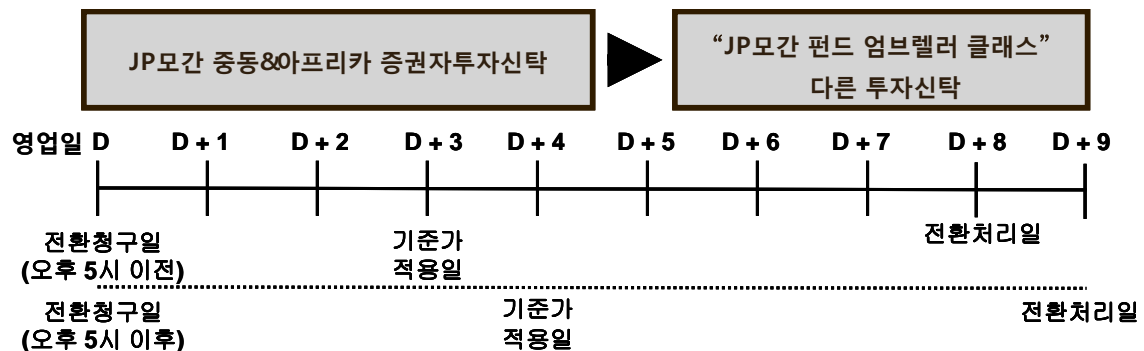 JP모간 중동&아프리카 증권자투자신탁
“JP모간 펀드 엄브렐러 클래스”
다른 투자신탁
영업일 D D + 1 D + 2 D + 3 D + 4 D + 5 D + 6 D + 7 D + 8 D + 9
전환청구일 기준가 전환처리일
(오후 5시 이전) 적용일
전환청구일 기준가 전환처리일
(오후 5시 이후) 적용일